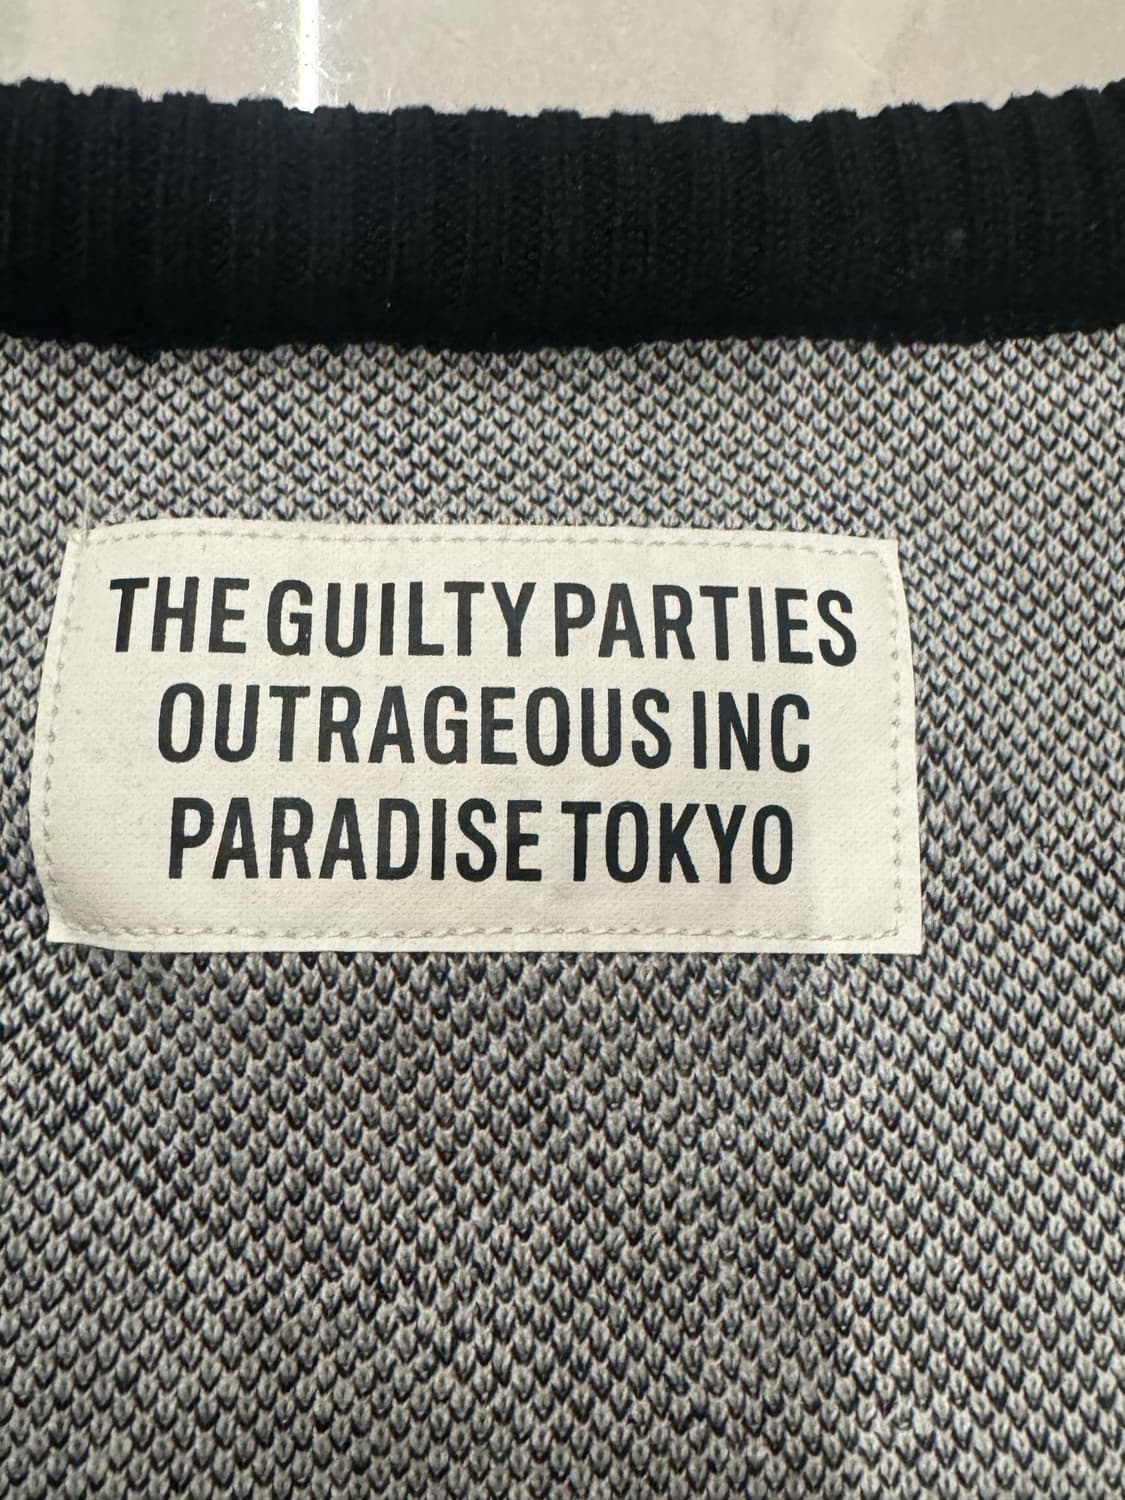 THE GUILTY PARTIES
OUTRAGEOUS INC
PARADISE TOKYO